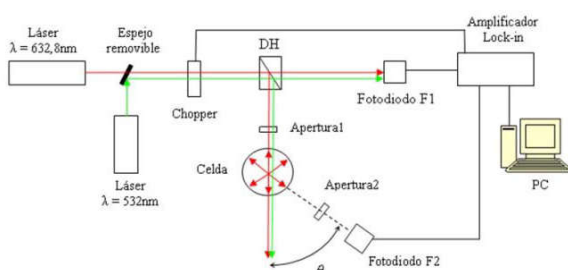 Láser
λ = 632,8nm
Espejo
removible
DH
Amplificador
Lock-in
Chopper
Fotodiodo F1
Apertura1
Láser
λ = 532nm
Celda
Apertura2
PC
Fotodiodo F2